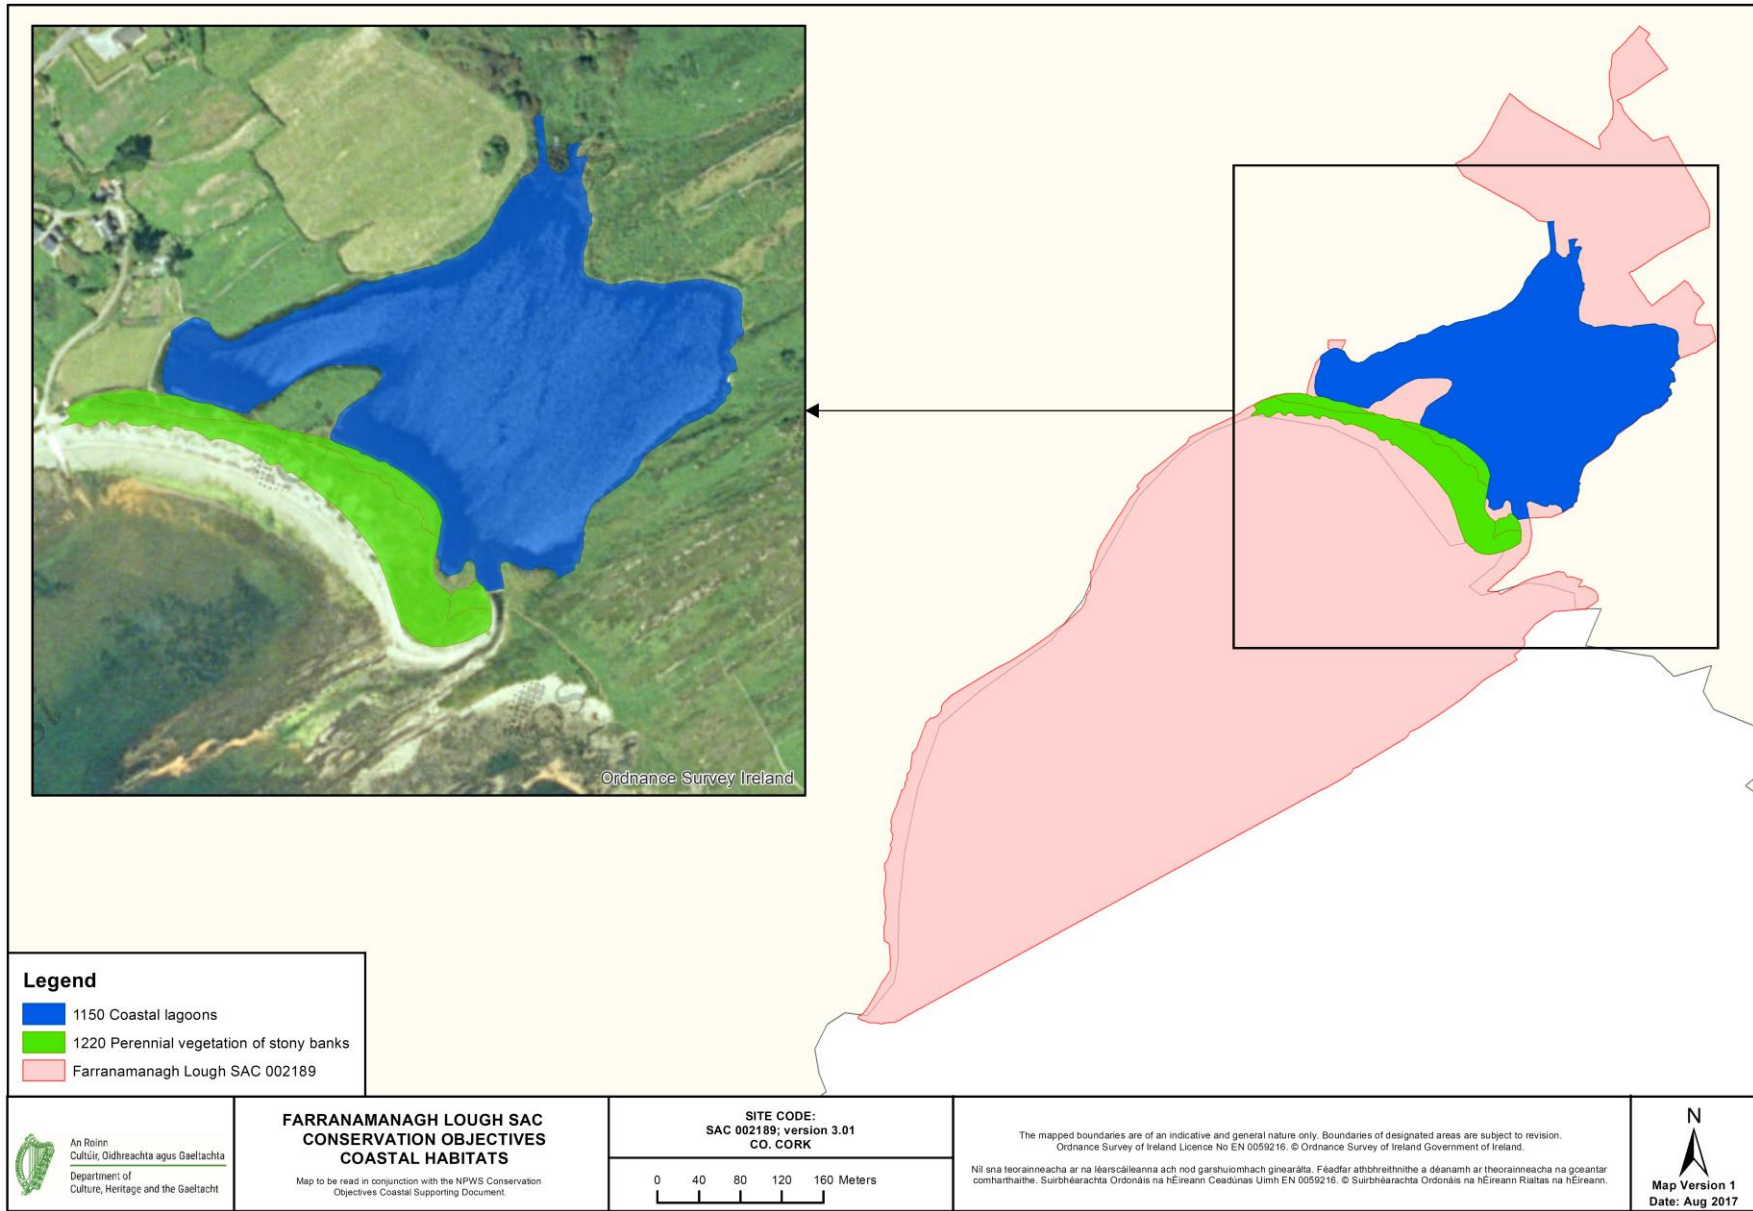 Ordnance Survey Ireland
Legend
1150 Coastal lagoons
1220 Perennial vegetation of stony banks
Farranamanagh Lough SAC 002189
An Roinn
Cultúir, Oidhreachta agus Gaeltachta
Department of
Culture, Heritage and the Gaeltacht
FARRANAMANAGH LOUGH SAC
CONSERVATION OBJECTIVES
COASTAL HABITATS
Map to be read in conjunction with the NPWS Conservation
Objectives Coastal Supporting Document.
SITE CODE:
SAC 002189; version 3.01
CO. CORK
0 40 80 120 160 Meters
The mapped boundaries are of an indicative and general nature only. Boundaries of designated areas are subject to revision.
Ordnance Survey of Ireland Licence No EN 0059216. © Ordnance Survey of Ireland Government of Ireland.
Níl sna teorainneacha ar na léarscáileanna ach nod garshuiomhach ginearálta. Féadfar athbhreithnithe a déanamh ar theorainneacha na gceantar
comharthaithe. Suirbhéarachta Ordonáis na hÉireann Ceadúnas Uimh EN 0059216. © Suirbhéarachta Ordonáis na hÉireann Rialtas na hÉireann.
N
Map Version 1
Date: Aug 2017